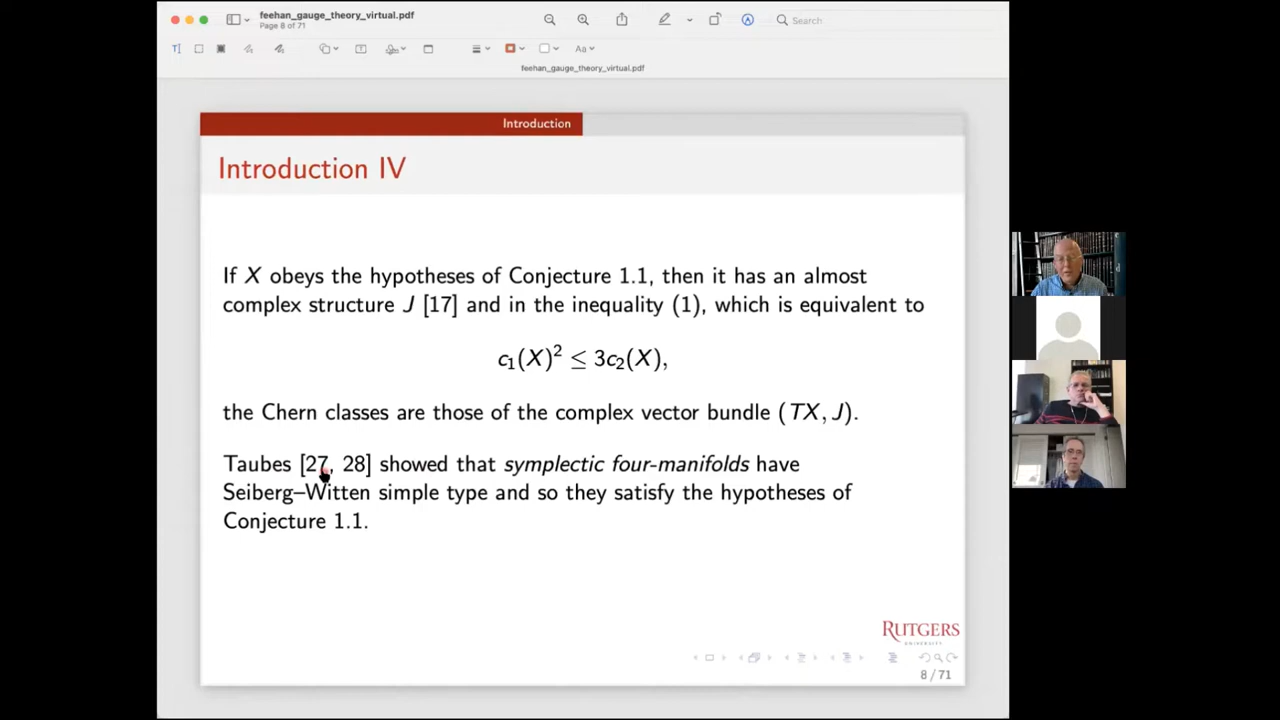 feehan_gauge_theory_virtual.pdf
Page 8 of 71
Search
feehan_gauge_theory_virtual.pdf
Introduction
Introduction IV
If X obeys the hypotheses of Conjecture 1.1, then it has an almost
complex structure J [17] and in the inequality (1), which is equivalent to
c₁(X)² ≤ 3c₂(X),
the Chern classes are those of the complex vector bundle (TX, J).
Taubes [27, 28] showed that symplectic four-manifolds have
Seiberg–Witten simple type and so they satisfy the hypotheses of
Conjecture 1.1.
RUTGERS
UNIVERSITY
8 / 71